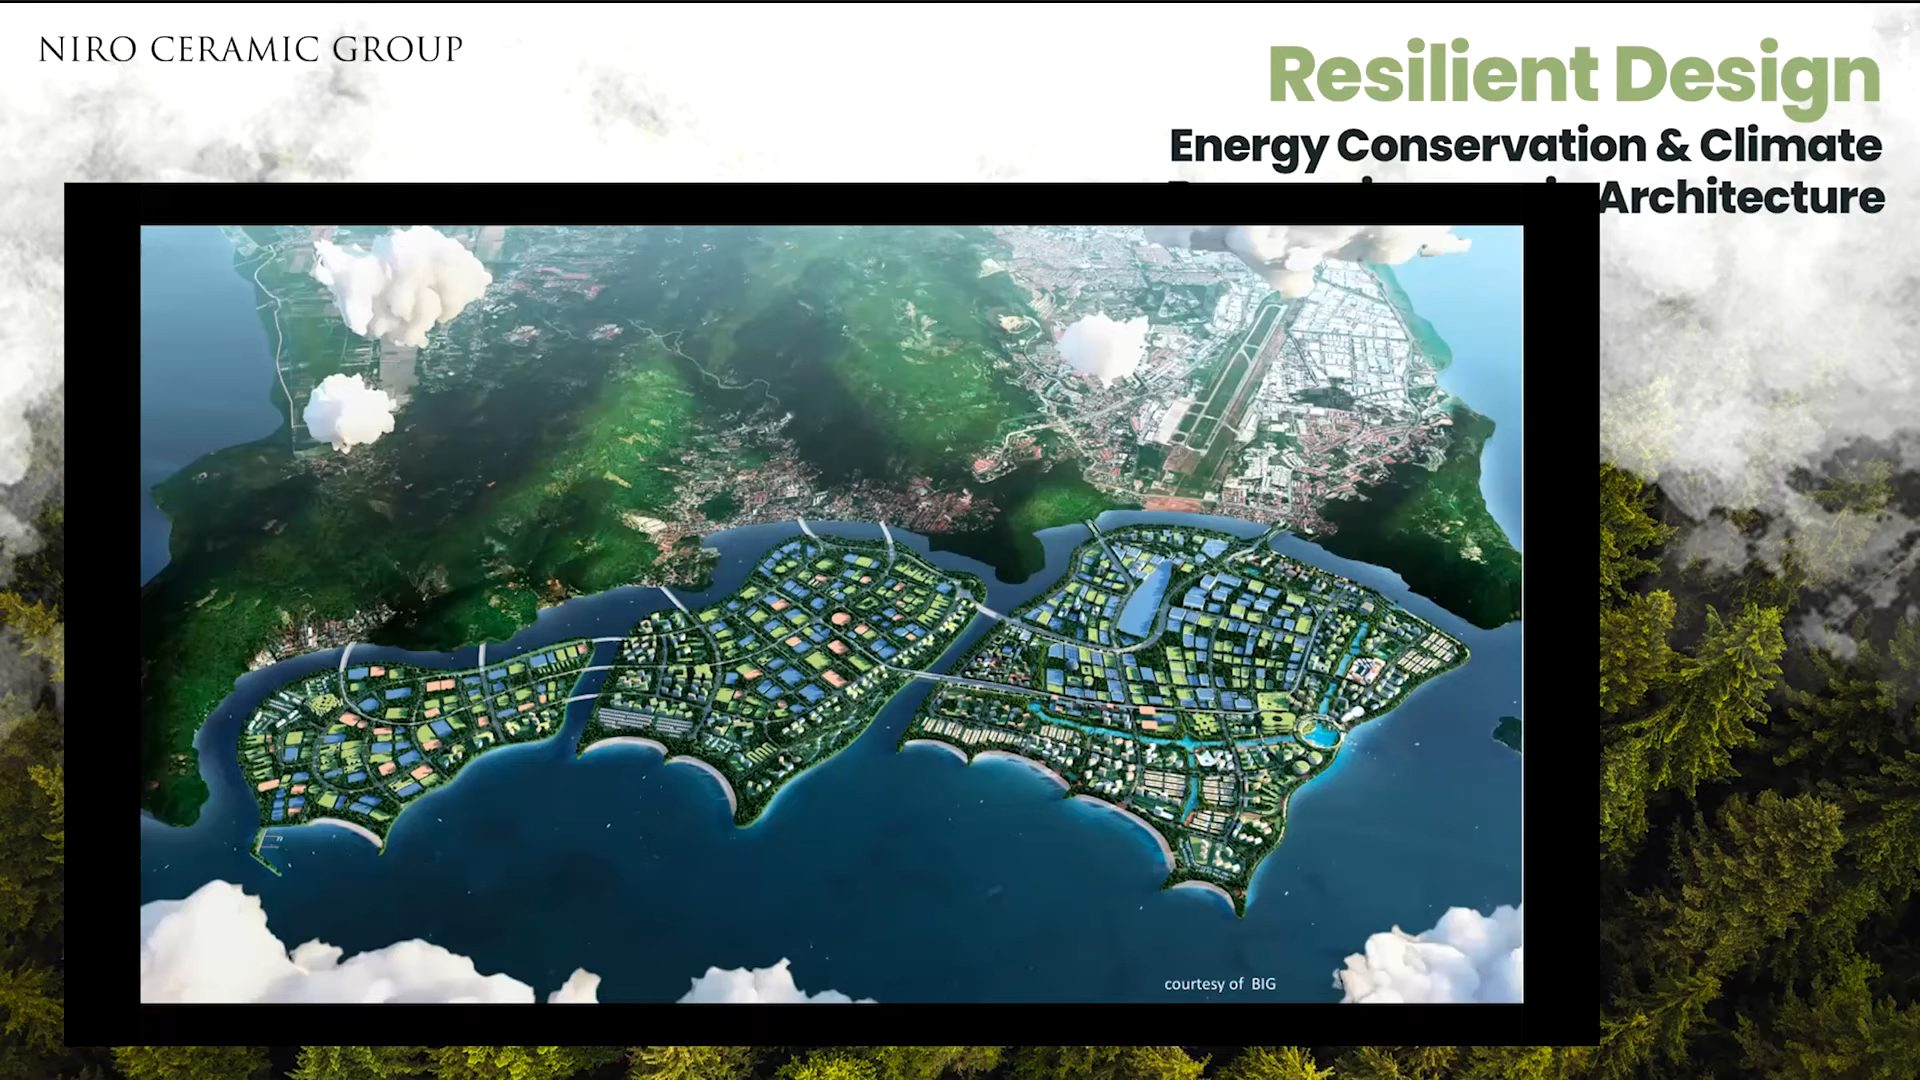 NIRO CERAMIC GROUP
Resilient Design
Energy Conservation & Climate
Architecture
courtesy of BIG